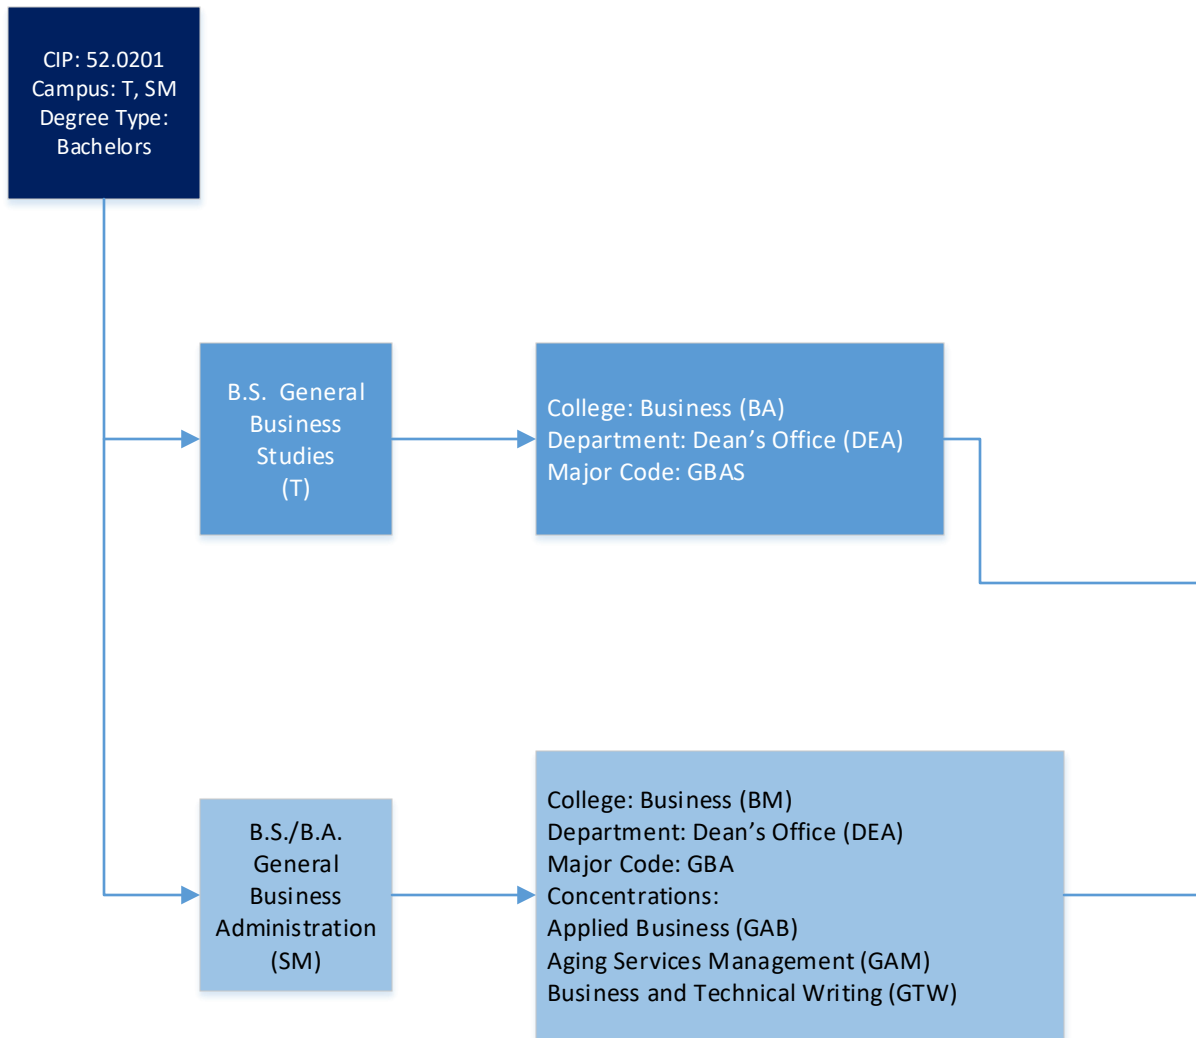 CIP: 52.0201
Campus: T, SM
Degree Type:
Bachelors
B.S. General
Business
Studies
(T)
College: Business (BA)
Department: Dean’s Office (DEA)
Major Code: GBAS
B.S./B.A.
General
Business
Administration
(SM)
College: Business (BM)
Department: Dean’s Office (DEA)
Major Code: GBA
Concentrations:
Applied Business (GAB)
Aging Services Management (GAM)
Business and Technical Writing (GTW)